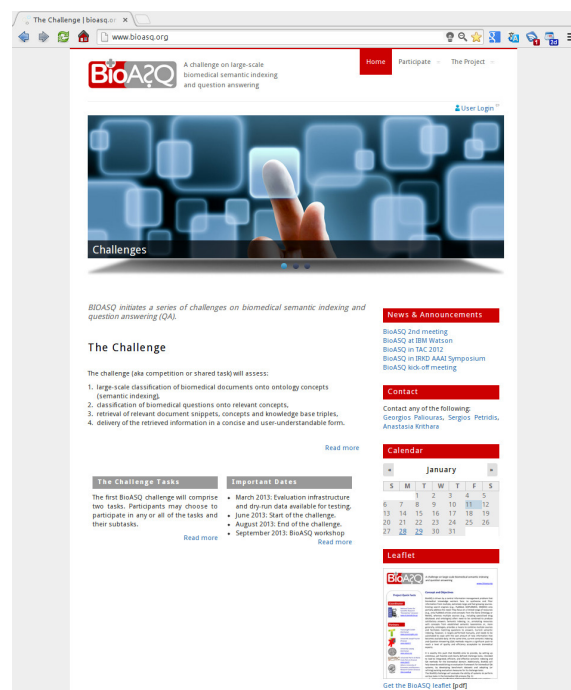 The Challenge | bioasq.or
www.bioasq.org
BioASQ
A challenge on large-scale
biomedical semantic indexing
and question answering
Home Participate The Project
User Login
Challenges
BIOASQ initiates a series of challenges on biomedical semantic indexing and
question answering (QA).
The Challenge
The challenge (aka competition or shared task) will assess:
1. large-scale classification of biomedical documents onto ontology concepts
(semantic indexing),
2. classification of biomedical questions onto relevant concepts,
3. retrieval of relevant document snippets, concepts and knowledge base triples,
4. delivery of the retrieved information in a concise and user-understandable form.
Read more
The Challenge Tasks
The first BioASQ challenge will comprise
two tasks. Participants may choose to
participate in any or all of the tasks and
their subtasks.
Read more
Important Dates
• March 2013: Evaluation infrastructure
and dry-run data available for testing.
• June 2013: Start of the challenge.
• August 2013: End of the challenge.
• September 2013: BioASQ workshop
Read more
News & Announcements
BioASQ 2nd meeting
BioASQ at IBM Watson
BioASQ in TAC 2012
BioASQ in IRKD AAAI Symposium
BioASQ kick-off meeting
Contact
Contact any of the following:
Georgios Paliouras, Sergios Petridis,
Anastasia Krithara
Calendar
« January »
S M T W T F S
1 2 3 4 5
6 7 8 9 10 11 12
13 14 15 16 17 18 19
20 21 22 23 24 25 26
27 28 29 30 31
Leaflet
BioASQ
Get the BioASQ leaflet [pdf]